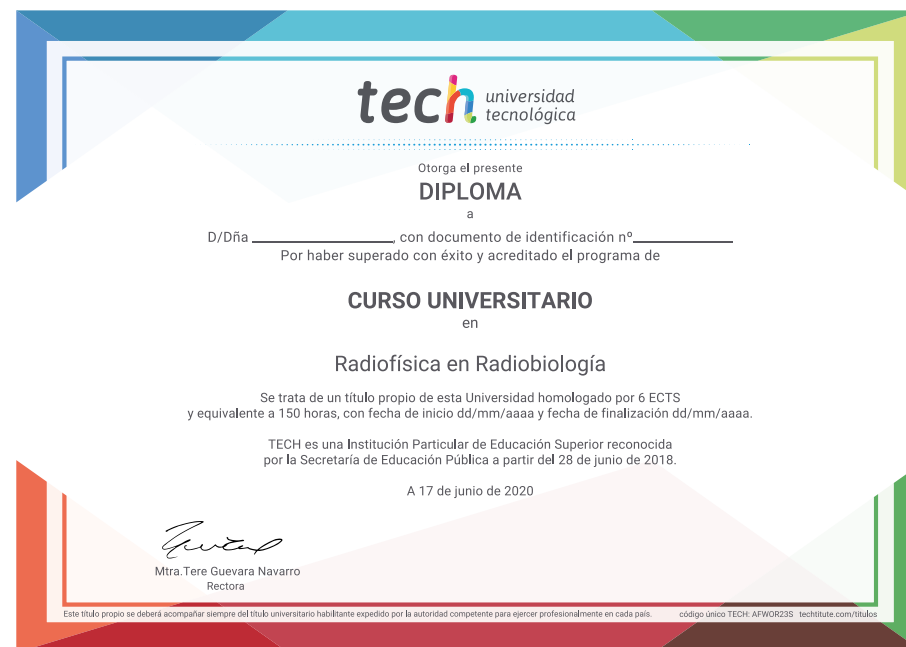 tech universidad
tecnológica
Otorga el presente
DIPLOMA
a
D/Dña ____________________, con documento de identificación nº______________
Por haber superado con éxito y acreditado el programa de
CURSO UNIVERSITARIO
en
Radiofísica en Radiobiología
Se trata de un título propio de esta Universidad homologado por 6 ECTS
y equivalente a 150 horas, con fecha de inicio dd/mm/aaaa y fecha de finalización dd/mm/aaaa.
TECH es una Institución Particular de Educación Superior reconocida
por la Secretaría de Educación Pública a partir del 28 de junio de 2018.
A 17 de junio de 2020
Mtra.Tere Guevara Navarro
Rectora
Este título propio se deberá acompañar siempre del título universitario habilitante expedido por la autoridad competente para ejercer profesionalmente en cada país. código único TECH: AFWOR23S techtitute.com/títulos